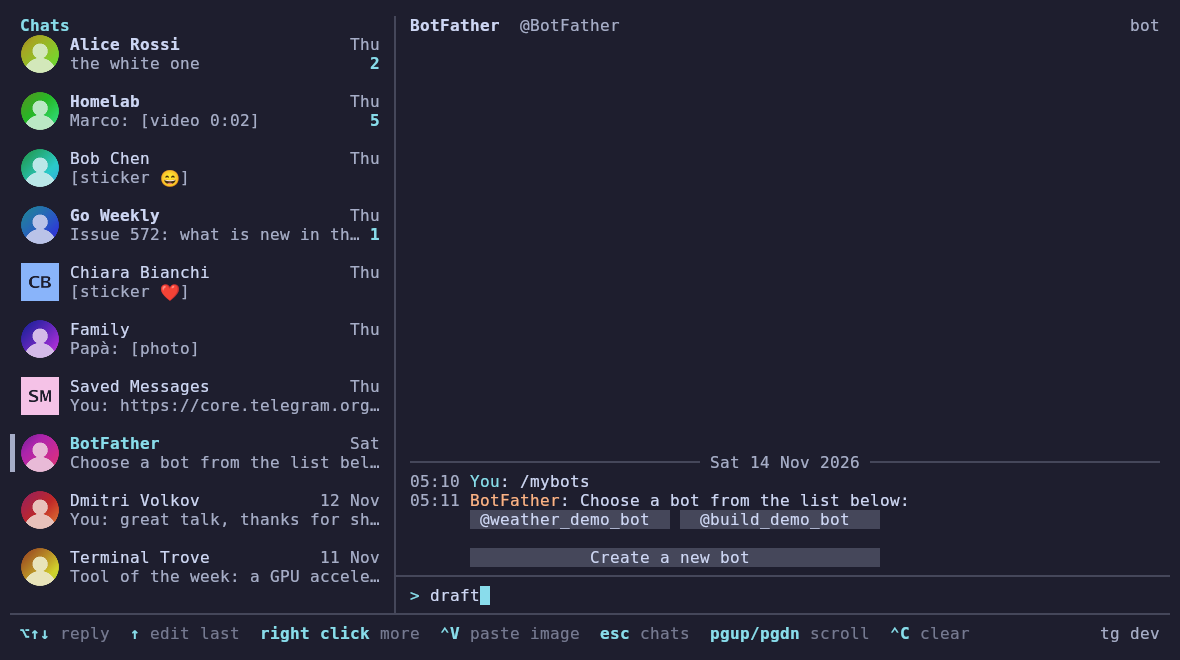 Chats
Alice Rossi Thu
the white one 2
Homelab Thu
Marco: [video 0:02] 5
Bob Chen Thu
[sticker 😄]
Go Weekly Thu
Issue 572: what is new in th… 1
CB
Chiara Bianchi Thu
[sticker ❤️]
Family Thu
Papà: [photo]
SM
Saved Messages Thu
You: https://core.telegram.org…
BotFather Sat
Choose a bot from the list bel…
Dmitri Volkov 12 Nov
You: great talk, thanks for sh…
Terminal Trove 11 Nov
Tool of the week: a GPU accele…
BotFather @BotFather bot
Sat 14 Nov 2026
05:10 You: /mybots
05:11 BotFather: Choose a bot from the list below:
@weather_demo_bot @build_demo_bot
Create a new bot
> draft
⌥↑↓ reply ↑ edit last right click more ⌃V paste image esc chats pgup/pgdn scroll ⌃C clear tg dev